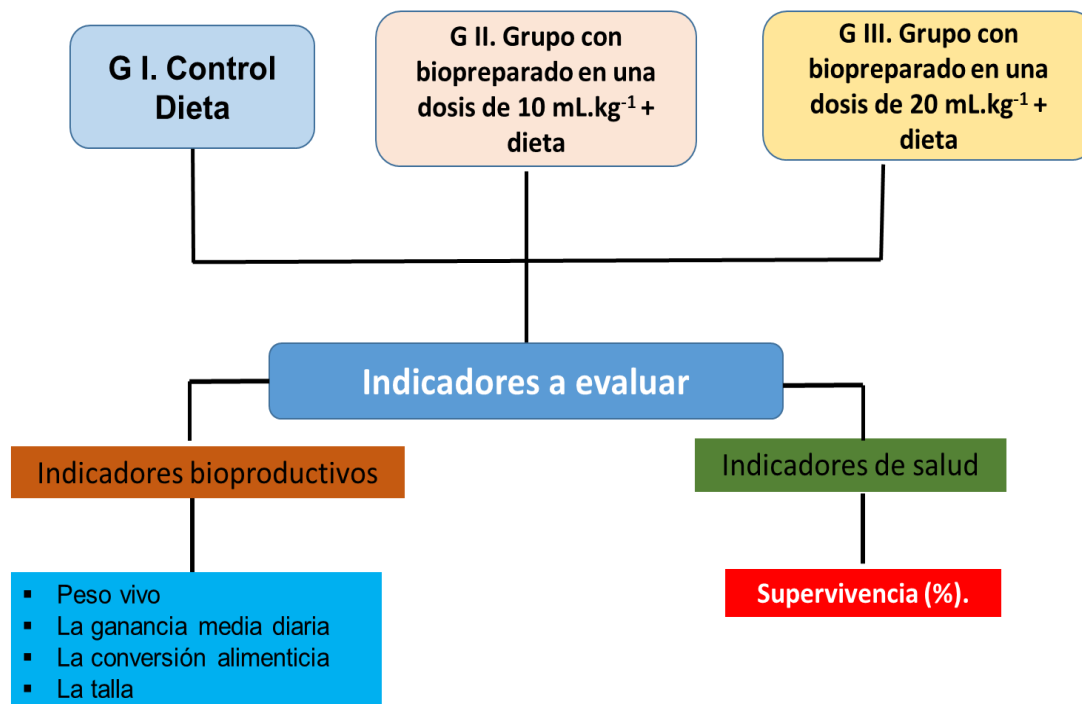 G I. Control
Dieta
G II. Grupo con
biopreparado en una
dosis de 10 mL.kg⁻¹ +
dieta
G III. Grupo con
biopreparado en una
dosis de 20 mL.kg⁻¹ +
dieta
Indicadores a evaluar
Indicadores bioproductivos
Indicadores de salud
▪ Peso vivo
▪ La ganancia media diaria
▪ La conversión alimenticia
▪ La talla
Supervivencia (%).